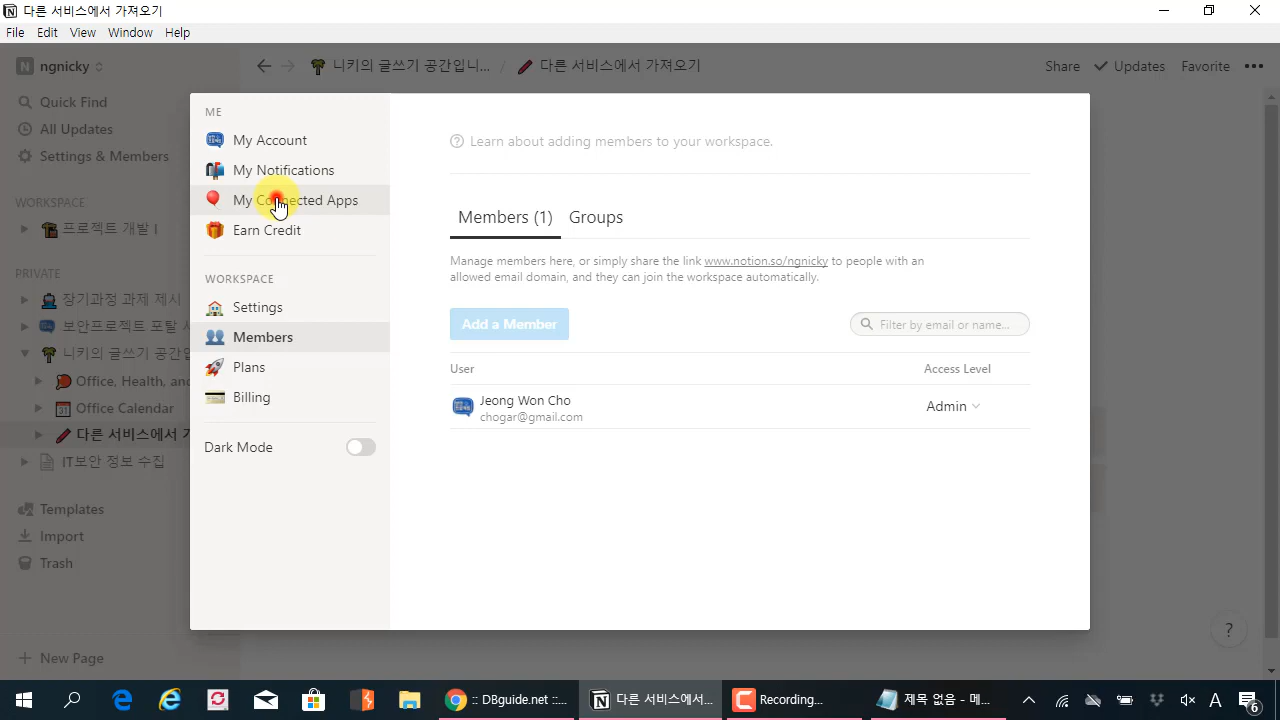 다른 서비스에서 가져오기
File Edit View Window Help
ngnicky
니키의 글쓰기 공간입니... / 다른 서비스에서 가져오기
Share Updates Favorite
Quick Find
All Updates
Settings & Members
WORKSPACE
프로젝트 개발 I
PRIVATE
장기과정 과제 제시
보안프로젝트 포탈 서
니키의 글쓰기 공간입
Office, Health, and
Office Calendar
다른 서비스에서 가
IT보안 정보 수집
Templates
Import
Trash
New Page
ME
My Account
My Notifications
My Connected Apps
Earn Credit
WORKSPACE
Settings
Members
Plans
Billing
Dark Mode
Learn about adding members to your workspace.
Members (1) Groups
Manage members here, or simply share the link www.notion.so/ngnicky to people with an
allowed email domain, and they can join the workspace automatically.
Add a Member
Filter by email or name...
User Access Level
Jeong Won Cho
chogar@gmail.com
Admin
?
:: DBguide.net ::... 다른 서비스에서... Recording... 제목 없음 - 메... A 6